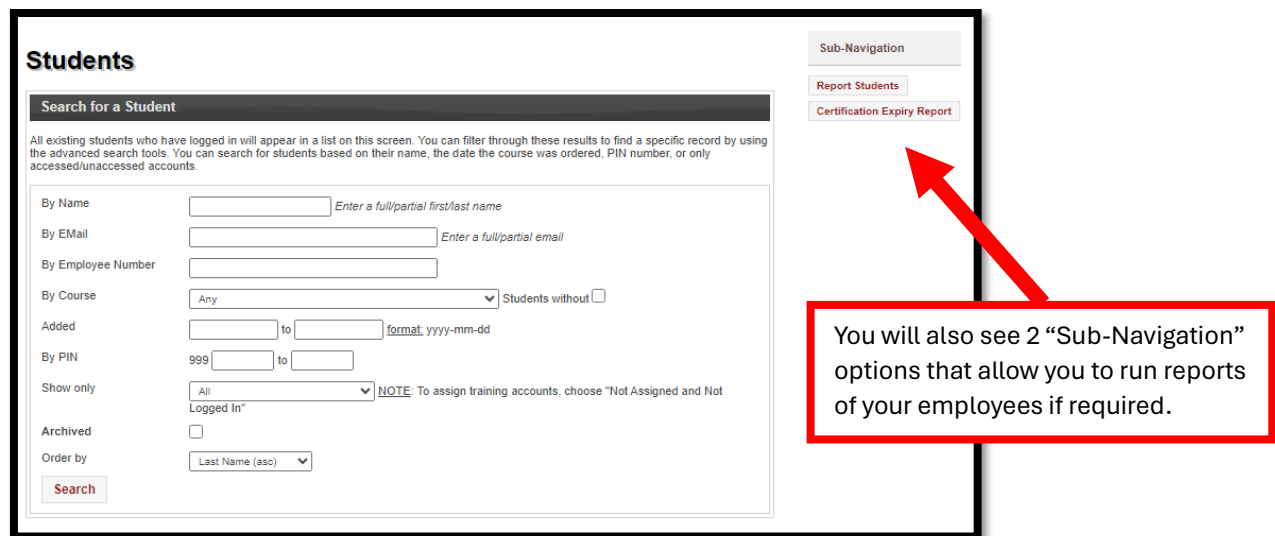 Students
Search for a Student
All existing students who have logged in will appear in a list on this screen. You can filter through these results to find a specific record by using
the advanced search tools. You can search for students based on their name, the date the course was ordered, PIN number, or only
accessed/unaccessed accounts.
By Name Enter a full/partial first/last name
By EMail Enter a full/partial email
By Employee Number
By Course Any Students without
Added to format: yyyy-mm-dd
By PIN 999 to
Show only All NOTE: To assign training accounts, choose "Not Assigned and Not
Logged In"
Archived
Order by Last Name (asc)
Search
Sub-Navigation
Report Students
Certification Expiry Report
You will also see 2 “Sub-Navigation”
options that allow you to run reports
of your employees if required.